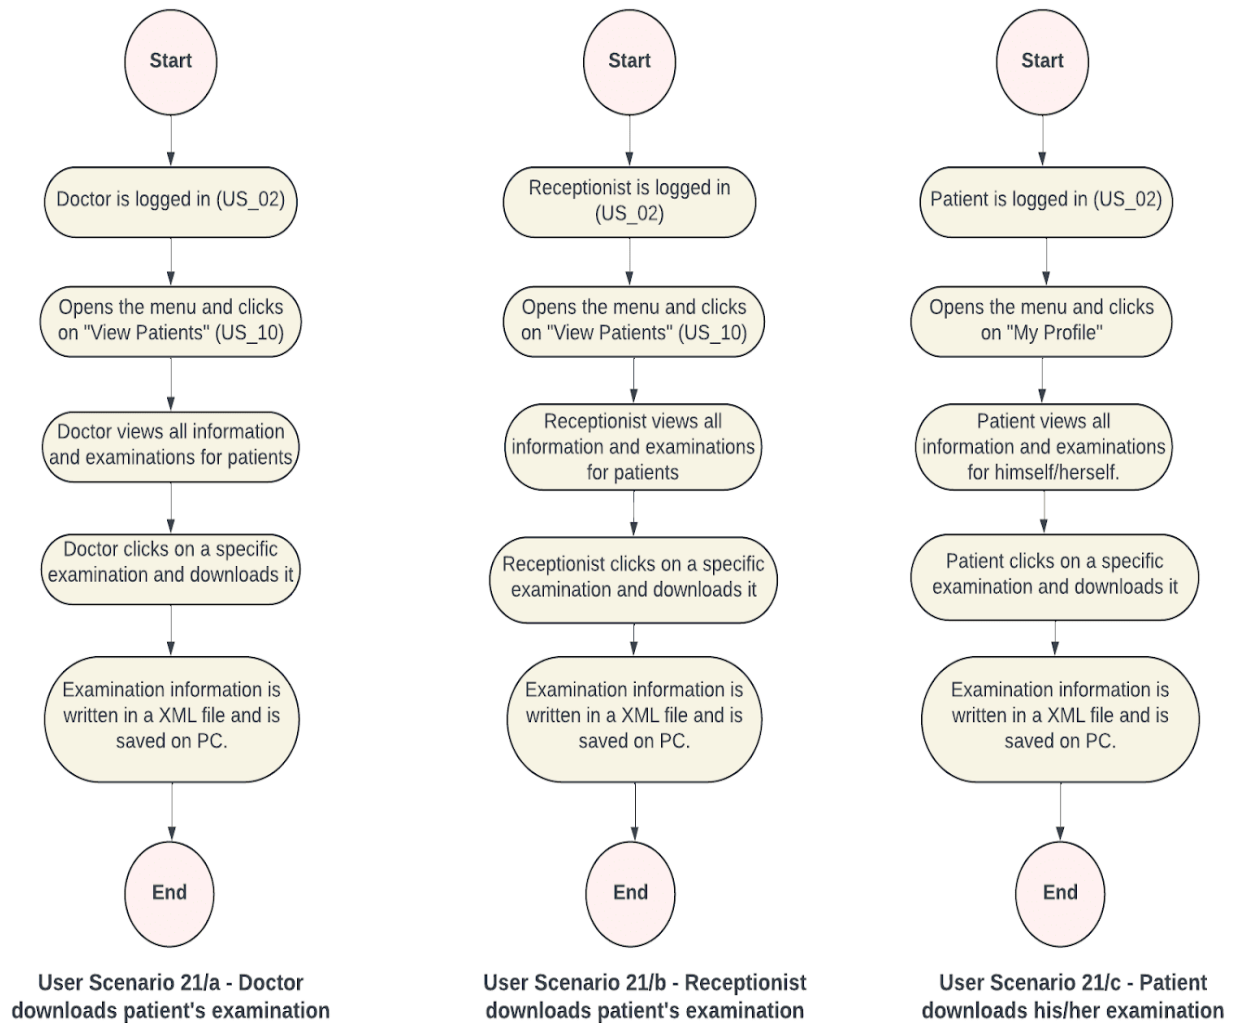 Start
Doctor is logged in (US_02)
Opens the menu and clicks
on "View Patients" (US_10)
Doctor views all information
and examinations for patients
Doctor clicks on a specific
examination and downloads it
Examination information is
written in a XML file and is
saved on PC.
End
User Scenario 21/a - Doctor
downloads patient's examination
Start
Receptionist is logged in
(US_02)
Opens the menu and clicks
on "View Patients" (US_10)
Receptionist views all
information and examinations
for patients
Receptionist clicks on a specific
examination and downloads it
Examination information is
written in a XML file and is
saved on PC.
End
User Scenario 21/b - Receptionist
downloads patient's examination
Start
Patient is logged in (US_02)
Opens the menu and clicks
on "My Profile"
Patient views all
information and examinations
for himself/herself.
Patient clicks on a specific
examination and downloads it
Examination information is
written in a XML file and is
saved on PC.
End
User Scenario 21/c - Patient
downloads his/her examination